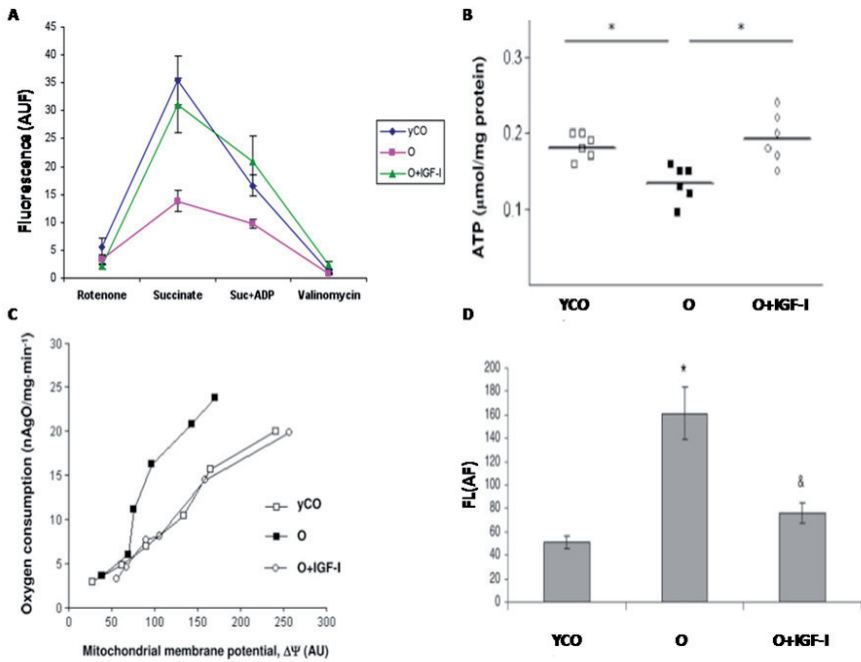 A
Fluorescence (AUF)
45
40
35
30
25
20
15
10
5
0
Rotenone Succinate Suc+ADP Valinomycin
yCO
O
O+IGF-I
B
* *
ATP (µmol/mg protein)
0.3
0.2
0.1
YCO O O+IGF-I
C
Oxygen consumption (nAgO/mg·min⁻¹)
30
25
20
15
10
5
0
0 50 100 150 200 250 300
Mitochondrial membrane potential, ΔΨ (AU)
yCO
O
O+IGF-I
D
FL(AF)
200
180
160
140
120
100
80
60
40
20
0
*
&
YCO O O+IGF-I